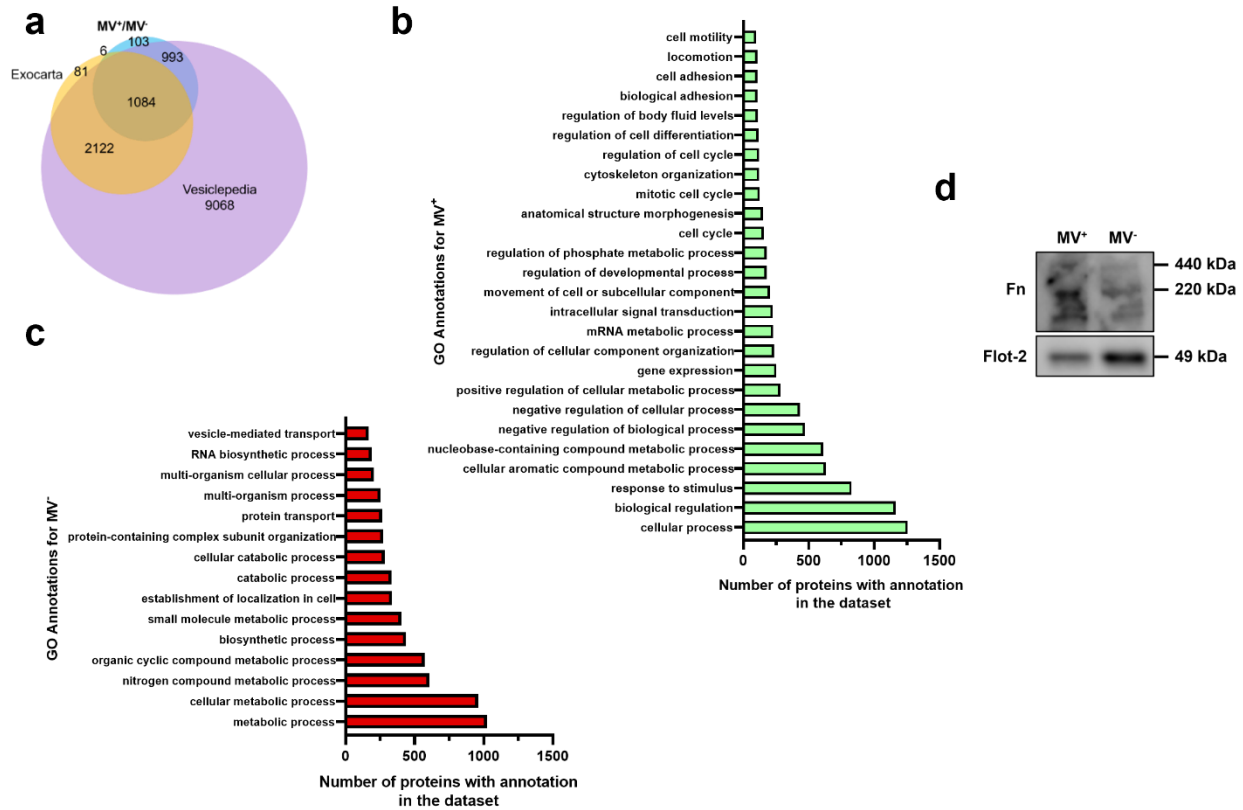 a
MV⁺/MV⁻
103
6
993
81
Exocarta
1084
2122
Vesiclepedia
9068
b
GO Annotations for MV⁺
cell motility
locomotion
cell adhesion
biological adhesion
regulation of body fluid levels
regulation of cell differentiation
regulation of cell cycle
cytoskeleton organization
mitotic cell cycle
anatomical structure morphogenesis
cell cycle
regulation of phosphate metabolic process
regulation of developmental process
movement of cell or subcellular component
intracellular signal transduction
mRNA metabolic process
regulation of cellular component organization
gene expression
positive regulation of cellular metabolic process
negative regulation of cellular process
negative regulation of biological process
nucleobase-containing compound metabolic process
cellular aromatic compound metabolic process
response to stimulus
biological regulation
cellular process
0 500 1000 1500
Number of proteins with annotation
in the dataset
c
GO Annotations for MV⁻
vesicle-mediated transport
RNA biosynthetic process
multi-organism cellular process
multi-organism process
protein transport
protein-containing complex subunit organization
cellular catabolic process
catabolic process
establishment of localization in cell
small molecule metabolic process
biosynthetic process
organic cyclic compound metabolic process
nitrogen compound metabolic process
cellular metabolic process
metabolic process
0 500 1000 1500
Number of proteins with annotation
in the dataset
d
MV⁺ MV⁻
440 kDa
Fn 220 kDa
Flot-2 49 kDa